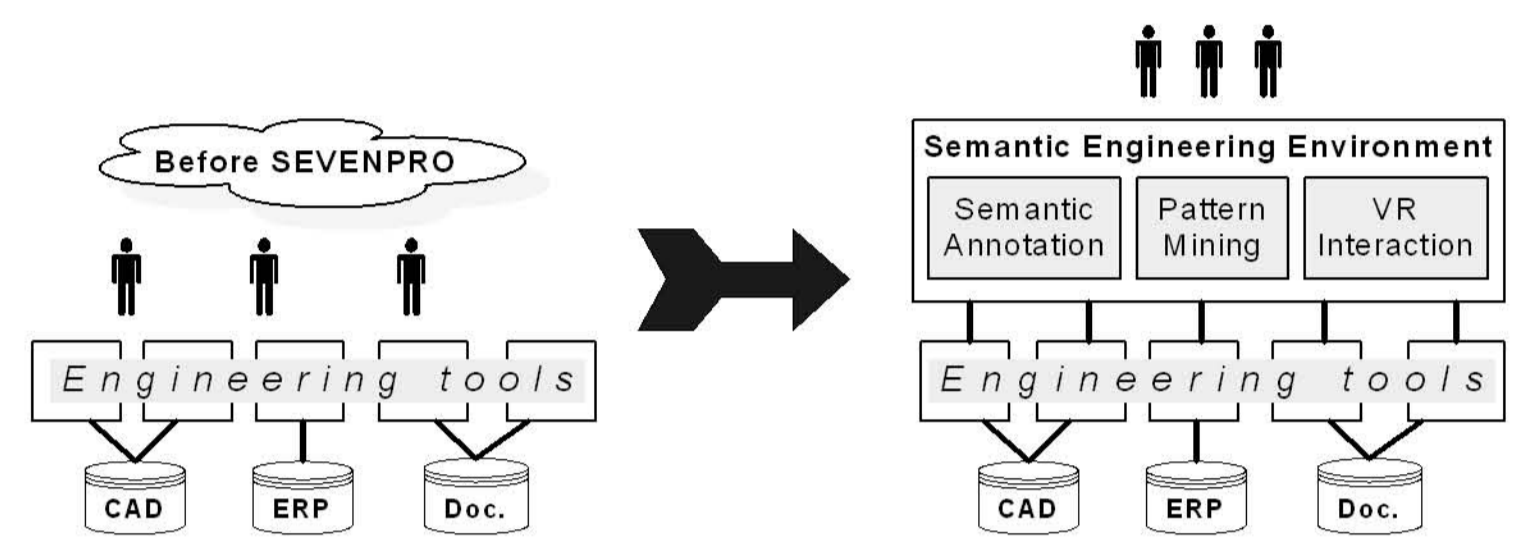 Before SEVENPRO
Engineering tools
CAD
ERP
Doc.
Semantic Engineering Environment
Semantic
Annotation
Pattern
Mining
VR
Interaction
Engineering tools
CAD
ERP
Doc.